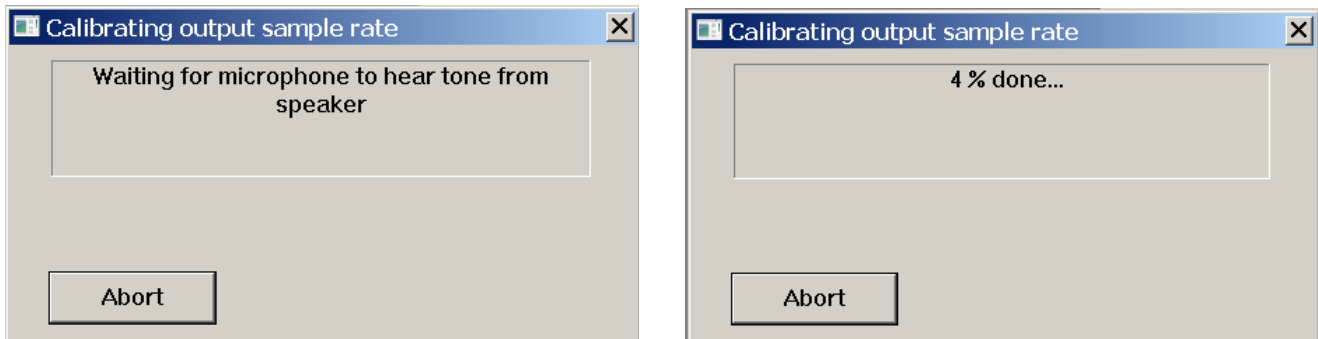 Calibrating output sample rate
Waiting for microphone to hear tone from
speaker
Abort
Calibrating output sample rate
4 % done...
Abort